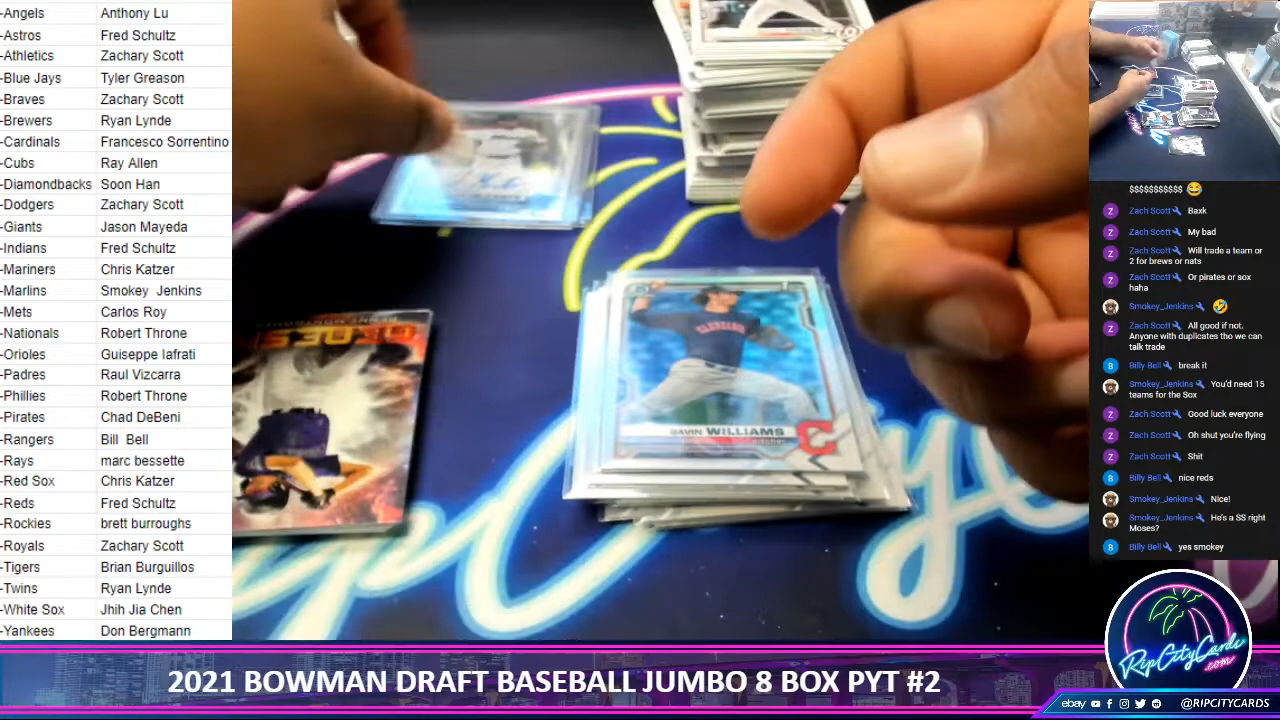 -Angels Anthony Lu
-Astros Fred Schultz
-Athletics Zachary Scott
-Blue Jays Tyler Greason
-Braves Zachary Scott
-Brewers Ryan Lynde
-Cardinals Francesco Sorrentino
-Cubs Ray Allen
-Diamondbacks Soon Han
-Dodgers Zachary Scott
-Giants Jason Mayeda
-Indians Fred Schultz
-Mariners Chris Katzer
-Marlins Smokey Jenkins
-Mets Carlos Roy
-Nationals Robert Throne
-Orioles Guiseppe Iafrati
-Padres Raul Vizcarra
-Phillies Robert Throne
-Pirates Chad DeBeni
-Rangers Bill Bell
-Rays marc bessette
-Red Sox Chris Katzer
-Reds Fred Schultz
-Rockies brett burroughs
-Royals Zachary Scott
-Tigers Brian Burguillos
-Twins Ryan Lynde
-White Sox Jhih Jia Chen
-Yankees Don Bergmann
CLEVELAND
GAVIN WILLIAMS
C
$$$$$$$$$$$ 😂
Z Zach Scott Baxk
Z Zach Scott My bad
Z Zach Scott Will trade a team or
2 for brews or nats
Z Zach Scott Or pirates or sox
haha
Smokey_Jenkins 🤣
Z Zach Scott All good if not.
Anyone with duplicates tho we can
talk trade
B Billy Bell break it
Smokey_Jenkins You'd need 15
teams for the Sox
Z Zach Scott Good luck everyone
Z Zach Scott Oh shut you're flying
Z Zach Scott Shit
B Billy Bell nice reds
Smokey_Jenkins Nice!
Smokey_Jenkins He's a SS right
Moses?
B Billy Bell yes smokey
RipCityCards
.com
2021 BOWMAN DRAFT BASEBALL JUMBO 8 BOX PYT #2
ebay @RIPCITYCARDS